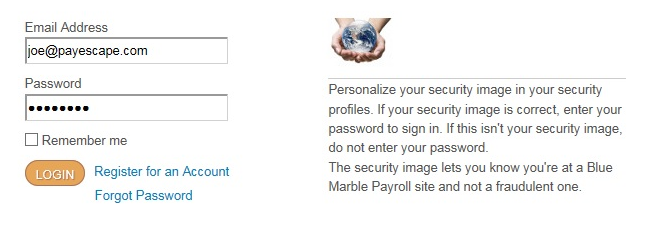 Email Address
joe@payescape.com
Password
••••••••
Remember me
LOGIN
Register for an Account
Forgot Password
Personalize your security image in your security
profiles. If your security image is correct, enter your
password to sign in. If this isn't your security image,
do not enter your password.
The security image lets you know you're at a Blue
Marble Payroll site and not a fraudulent one.